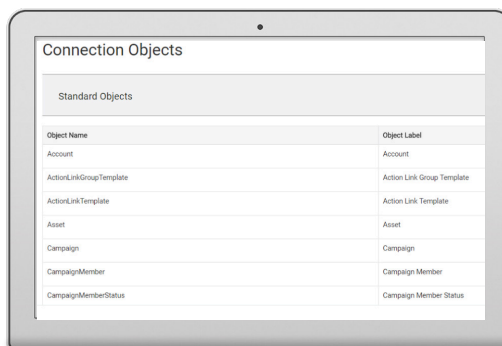 Connection Objects
Standard Objects
Object Name Object Label
Account Account
ActionLinkGroupTemplate Action Link Group Template
ActionLinkTemplate Action Link Template
Asset Asset
Campaign Campaign
CampaignMember Campaign Member
CampaignMemberStatus Campaign Member Status